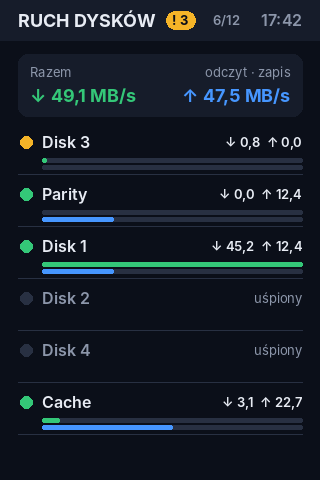 RUCH DYSKÓW ! 3 6/12 17:42
Razem odczyt · zapis
↓ 49,1 MB/s ↑ 47,5 MB/s
Disk 3 ↓ 0,8 ↑ 0,0
Parity ↓ 0,0 ↑ 12,4
Disk 1 ↓ 45,2 ↑ 12,4
Disk 2 uśpiony
Disk 4 uśpiony
Cache ↓ 3,1 ↑ 22,7